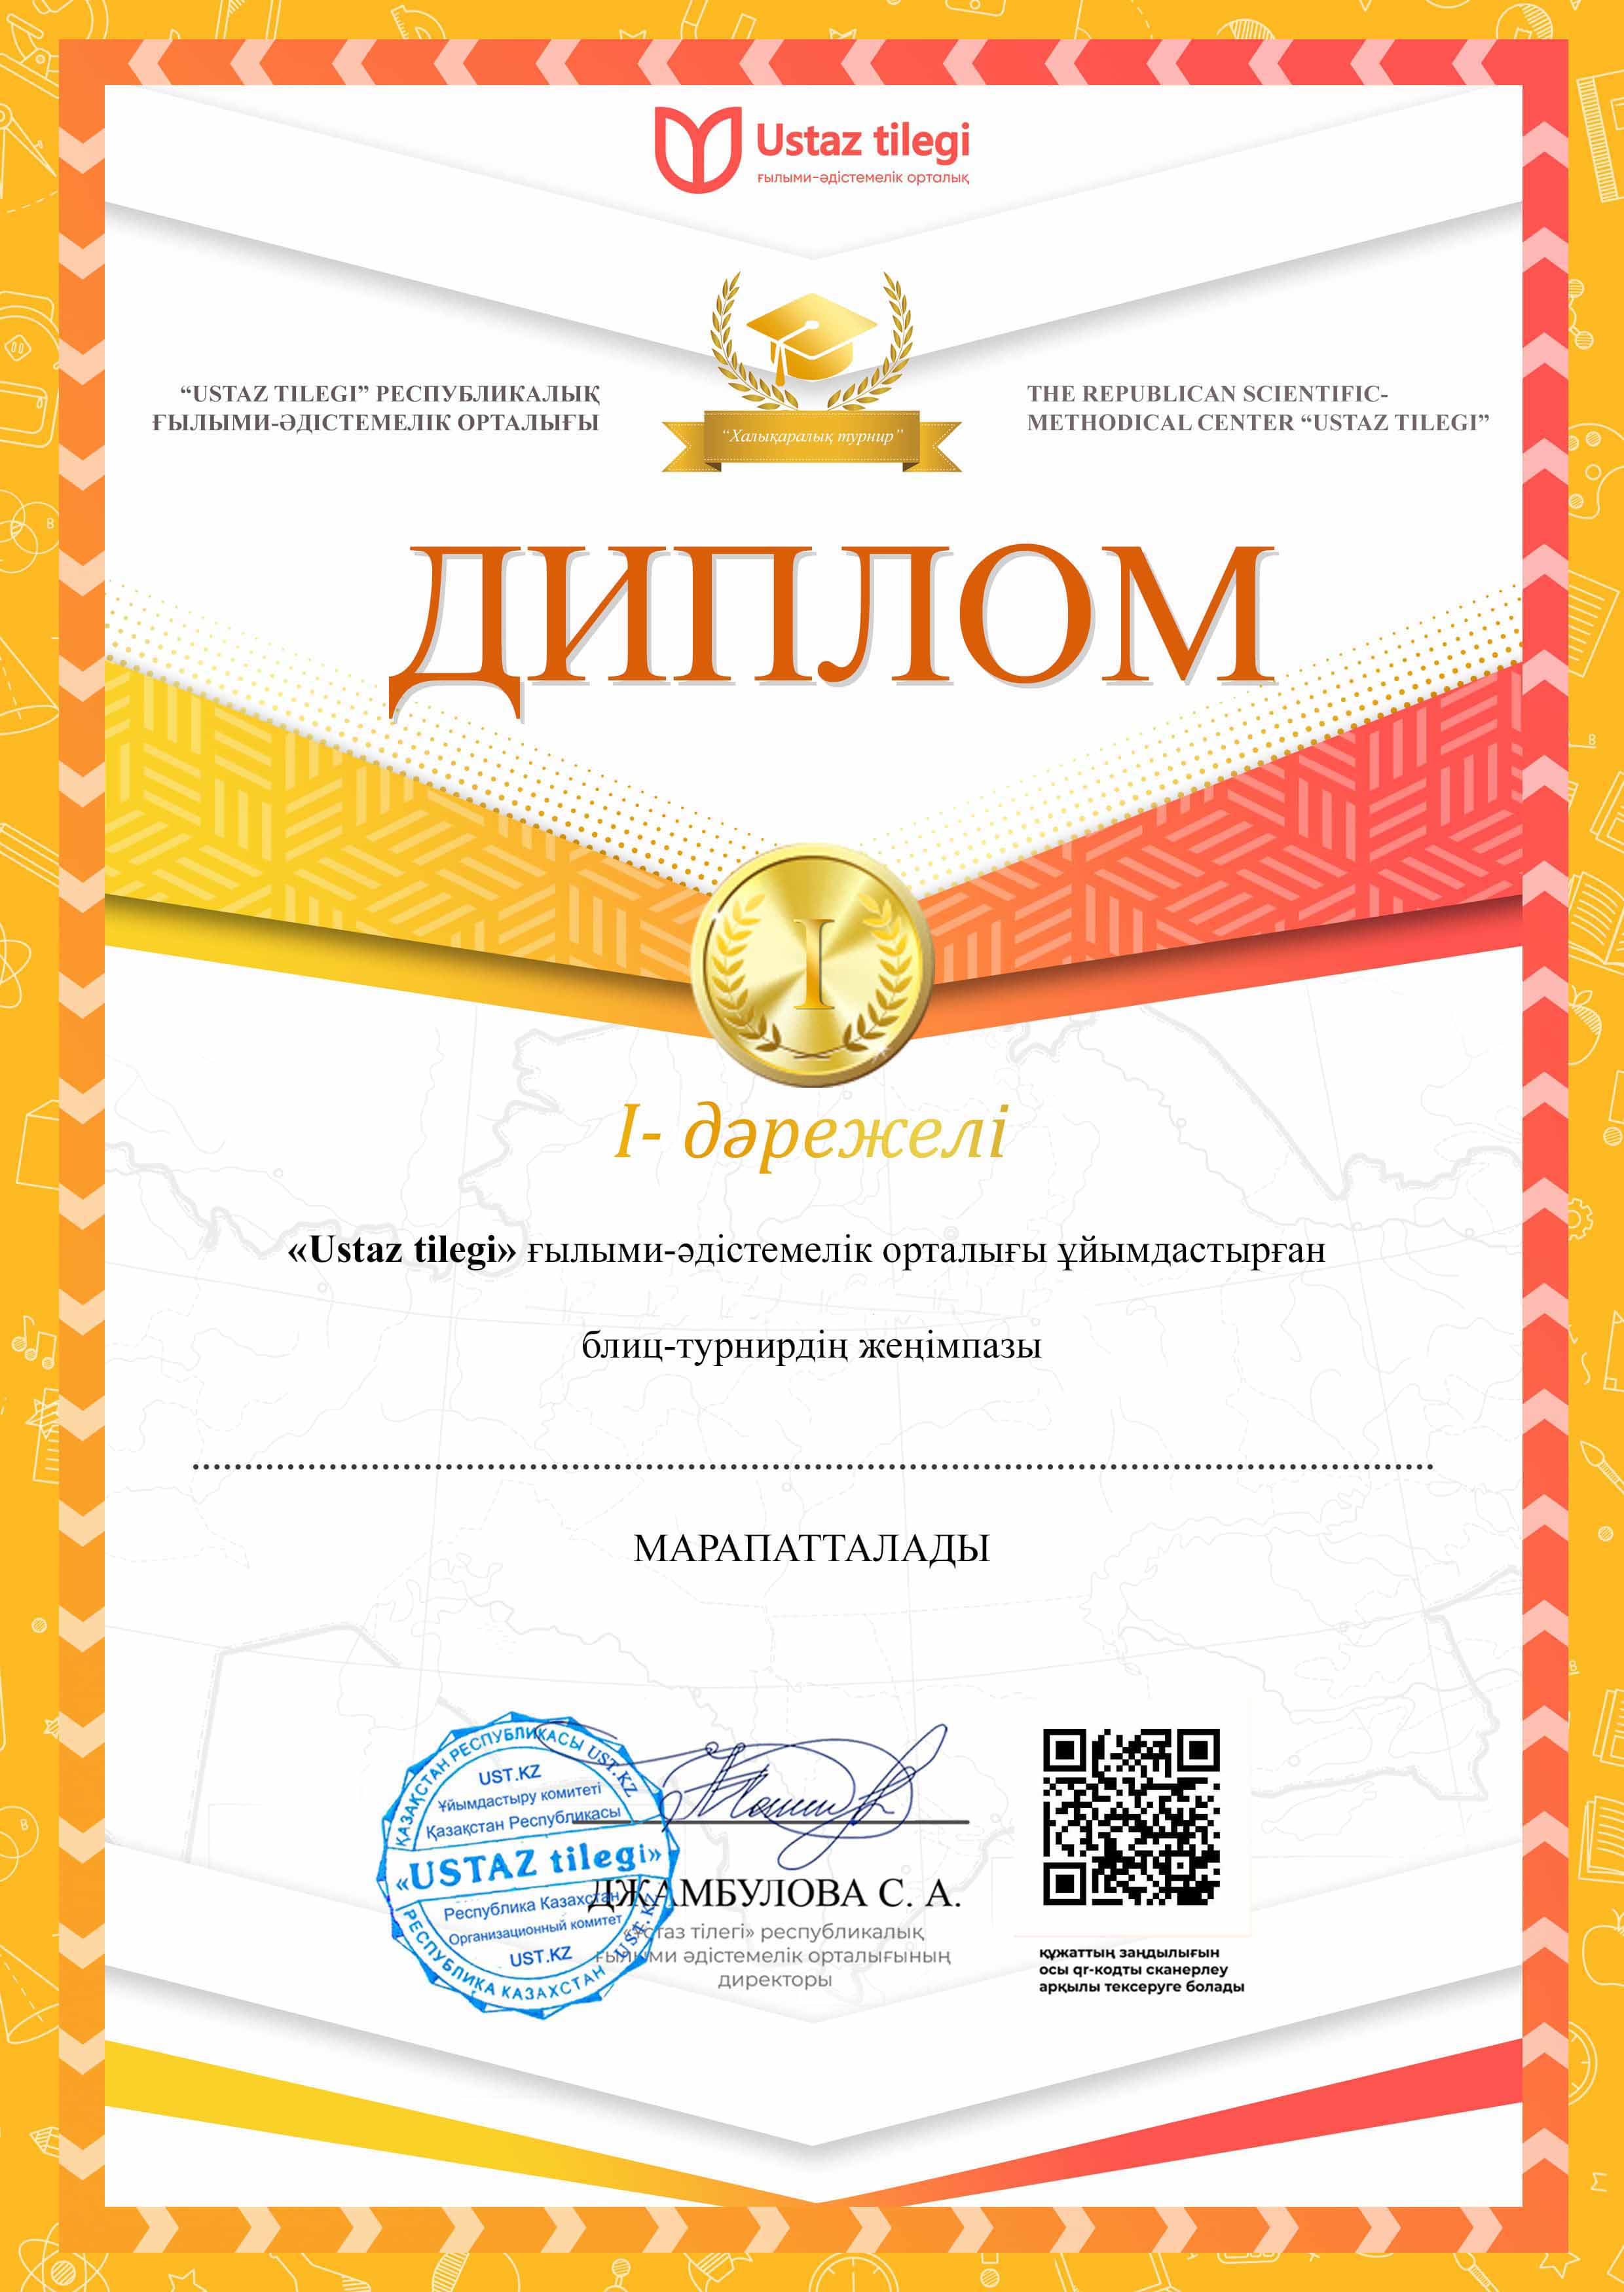 Ustaz tilegi
ғылыми-әдістемелік орталық
“USTAZ TILEGI” РЕСПУБЛИКАЛЫҚ
ҒЫЛЫМИ-ӘДІСТЕМЕЛІК ОРТАЛЫҒЫ
“Халықаралық турнир”
THE REPUBLICAN SCIENTIFIC-
METHODICAL CENTER “USTAZ TILEGI”
ДИПЛОМ
I
I- дәрежелі
«Ustaz tilegi» ғылыми-әдістемелік орталығы ұйымдастырған
блиц-турнирдің жеңімпазы
МАРАПАТТАЛАДЫ
ҚАЗАҚСТАН РЕСПУБЛИКАСЫ UST.KZ
UST.KZ
Ұйымдастыру комитеті
Қазақстан Республикасы
«USTAZ tilegi»
Республика Казахстан
Организационный комитет
UST.KZ
РЕСПУБЛИКА КАЗАХСТАН UST.KZ
ДЖАМБУЛОВА С. А.
«Ұстаз тілегі» республикалық
ғылыми әдістемелік орталығының
директоры
құжаттың заңдылығын
осы qr-кодты сканерлеу
арқылы тексеруге болады